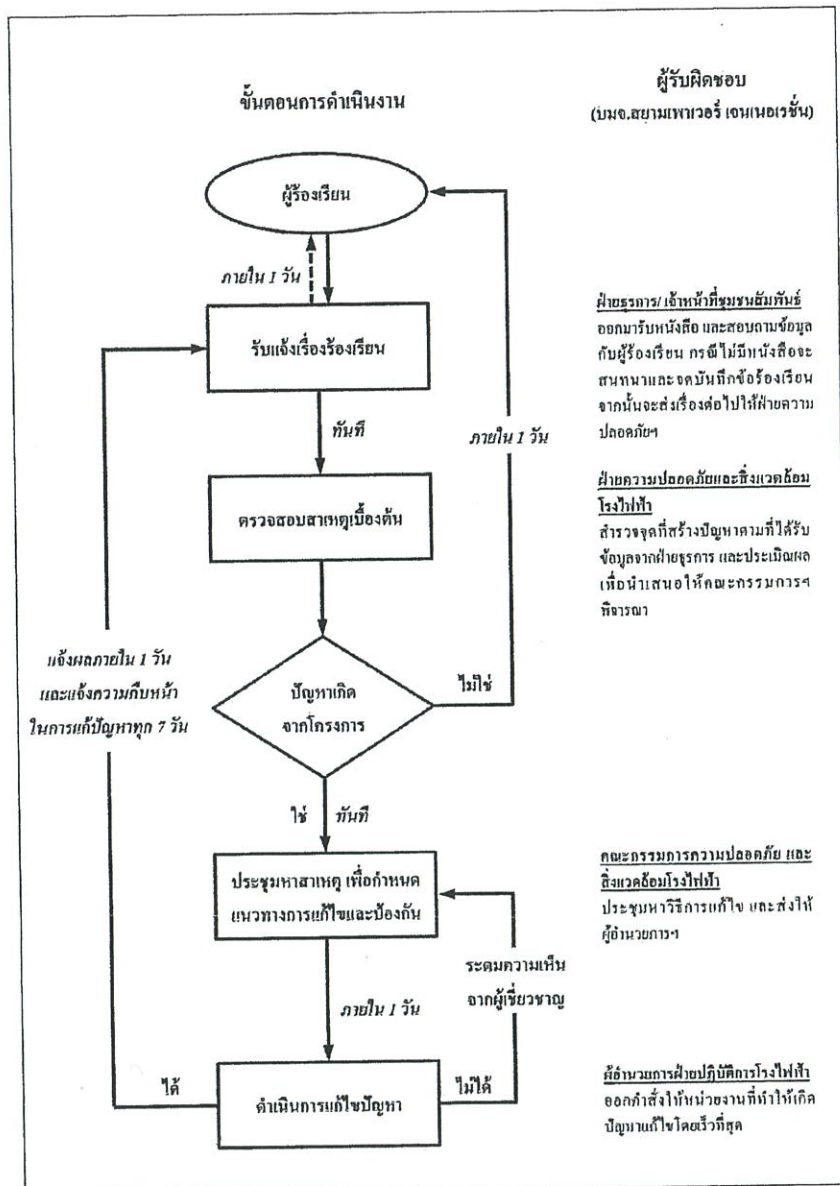 ขั้นตอนการดำเนินงาน
ผู้รับผิดชอบ
(บมจ.สยามเพาเวอร์ เจนเนอเรชั่น)
ผู้ร้องเรียน
ภายใน 1 วัน
รับแจ้งเรื่องร้องเรียน
ทันที
ภายใน 1 วัน
ตรวจสอบสาเหตุเบื้องต้น
แจ้งผลภายใน 1 วัน
และแจ้งความคืบหน้า
ในการแก้ปัญหาทุก 7 วัน
ปัญหาเกิด
จากโครงการ
ไม่ใช่
ใช่
ทันที
ประชุมหาสาเหตุ เพื่อกำหนด
แนวทางการแก้ไขและป้องกัน
ระดมความเห็น
จากผู้เชี่ยวชาญ
ภายใน 1 วัน
ได้
ดำเนินการแก้ไขปัญหา
ไม่ได้
ฝ่ายธุรการ/ เจ้าหน้าที่ชุมชนสัมพันธ์
ออกมารับหนังสือ และสอบถามข้อมูล
กับผู้ร้องเรียน กรณีไม่มีหนังสือจะ
สนทนาและจดบันทึกข้อร้องเรียน
จากนั้นจะส่งเรื่องต่อไปให้ฝ่ายความ
ปลอดภัยฯ
ฝ่ายความปลอดภัยและสิ่งแวดล้อม
โรงไฟฟ้า
สำรวจจุดที่สร้างปัญหาตามที่ได้รับ
ข้อมูลจากฝ่ายธุรการ และประเมินผล
เพื่อนำเสนอให้คณะกรรมการฯ
พิจารณา
คณะกรรมการความปลอดภัย และ
สิ่งแวดล้อมโรงไฟฟ้า
ประชุมหาวิธีการแก้ไข และส่งให้
ผู้อำนวยการฯ
ผู้อำนวยการฝ่ายปฏิบัติการโรงไฟฟ้า
ออกคำสั่งให้หน่วยงานที่ทำให้เกิด
ปัญหาแก้ไขโดยเร็วที่สุด